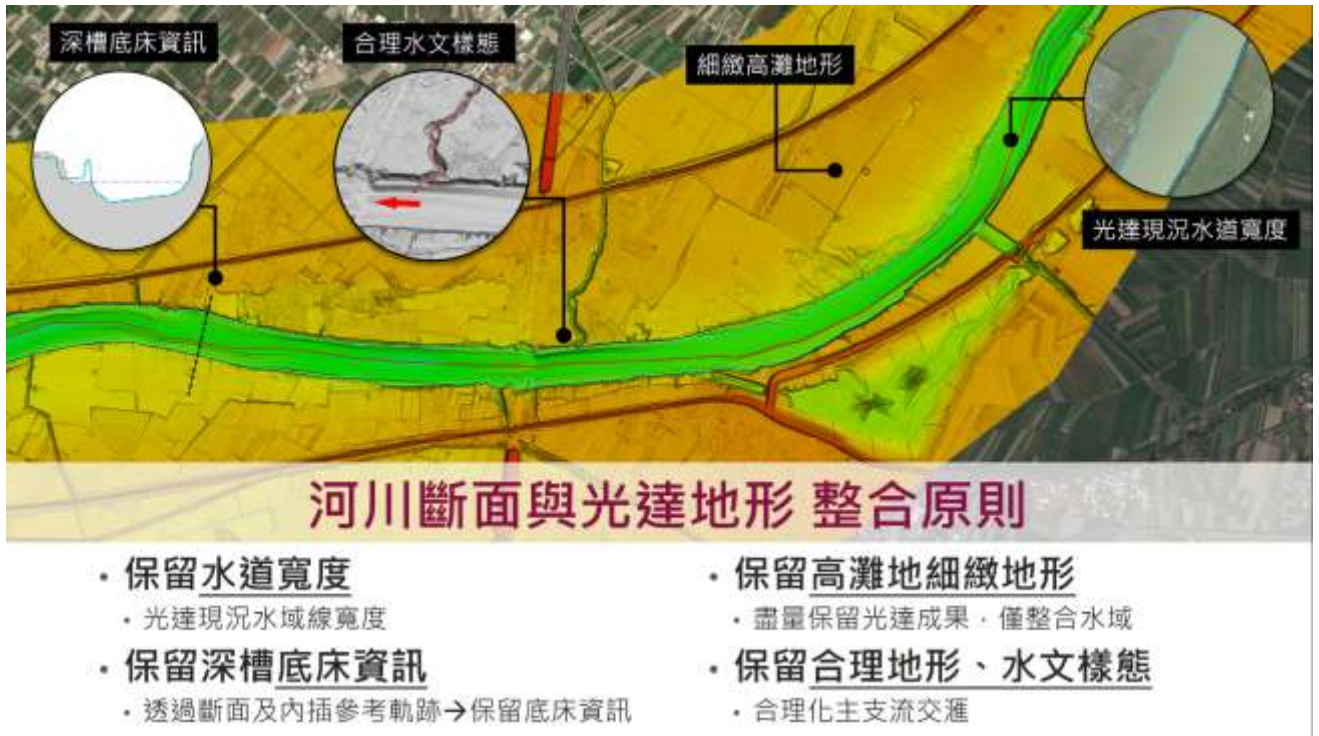 深槽底床資訊
合理水文樣態
細緻高灘地形
光達現況水道寬度
河川斷面與光達地形 整合原則
• 保留水道寬度
• 光達現況水域線寬度
• 保留深槽底床資訊
• 透過斷面及內插參考軌跡→保留底床資訊
• 保留高灘地細緻地形
• 盡量保留光達成果，僅整合水域
• 保留合理地形、水文樣態
• 合理化主支流交滙